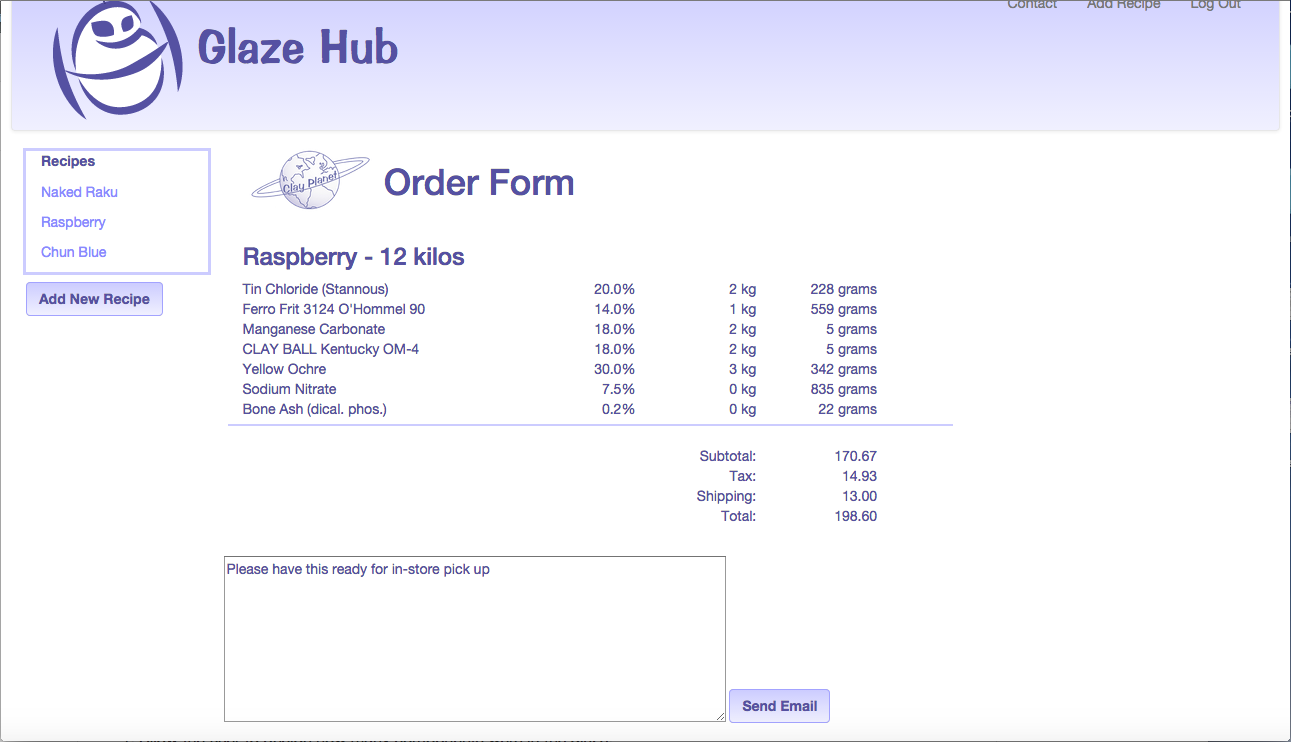 Contact Add Recipe Log Out
Glaze Hub
Recipes
Naked Raku
Raspberry
Chun Blue
Add New Recipe
Clay Planet
Order Form
Raspberry - 12 kilos
Tin Chloride (Stannous) 20.0% 2 kg 228 grams
Ferro Frit 3124 O'Hommel 90 14.0% 1 kg 559 grams
Manganese Carbonate 18.0% 2 kg 5 grams
CLAY BALL Kentucky OM-4 18.0% 2 kg 5 grams
Yellow Ochre 30.0% 3 kg 342 grams
Sodium Nitrate 7.5% 0 kg 835 grams
Bone Ash (dical. phos.) 0.2% 0 kg 22 grams
Subtotal: 170.67
Tax: 14.93
Shipping: 13.00
Total: 198.60
Please have this ready for in-store pick up
Send Email